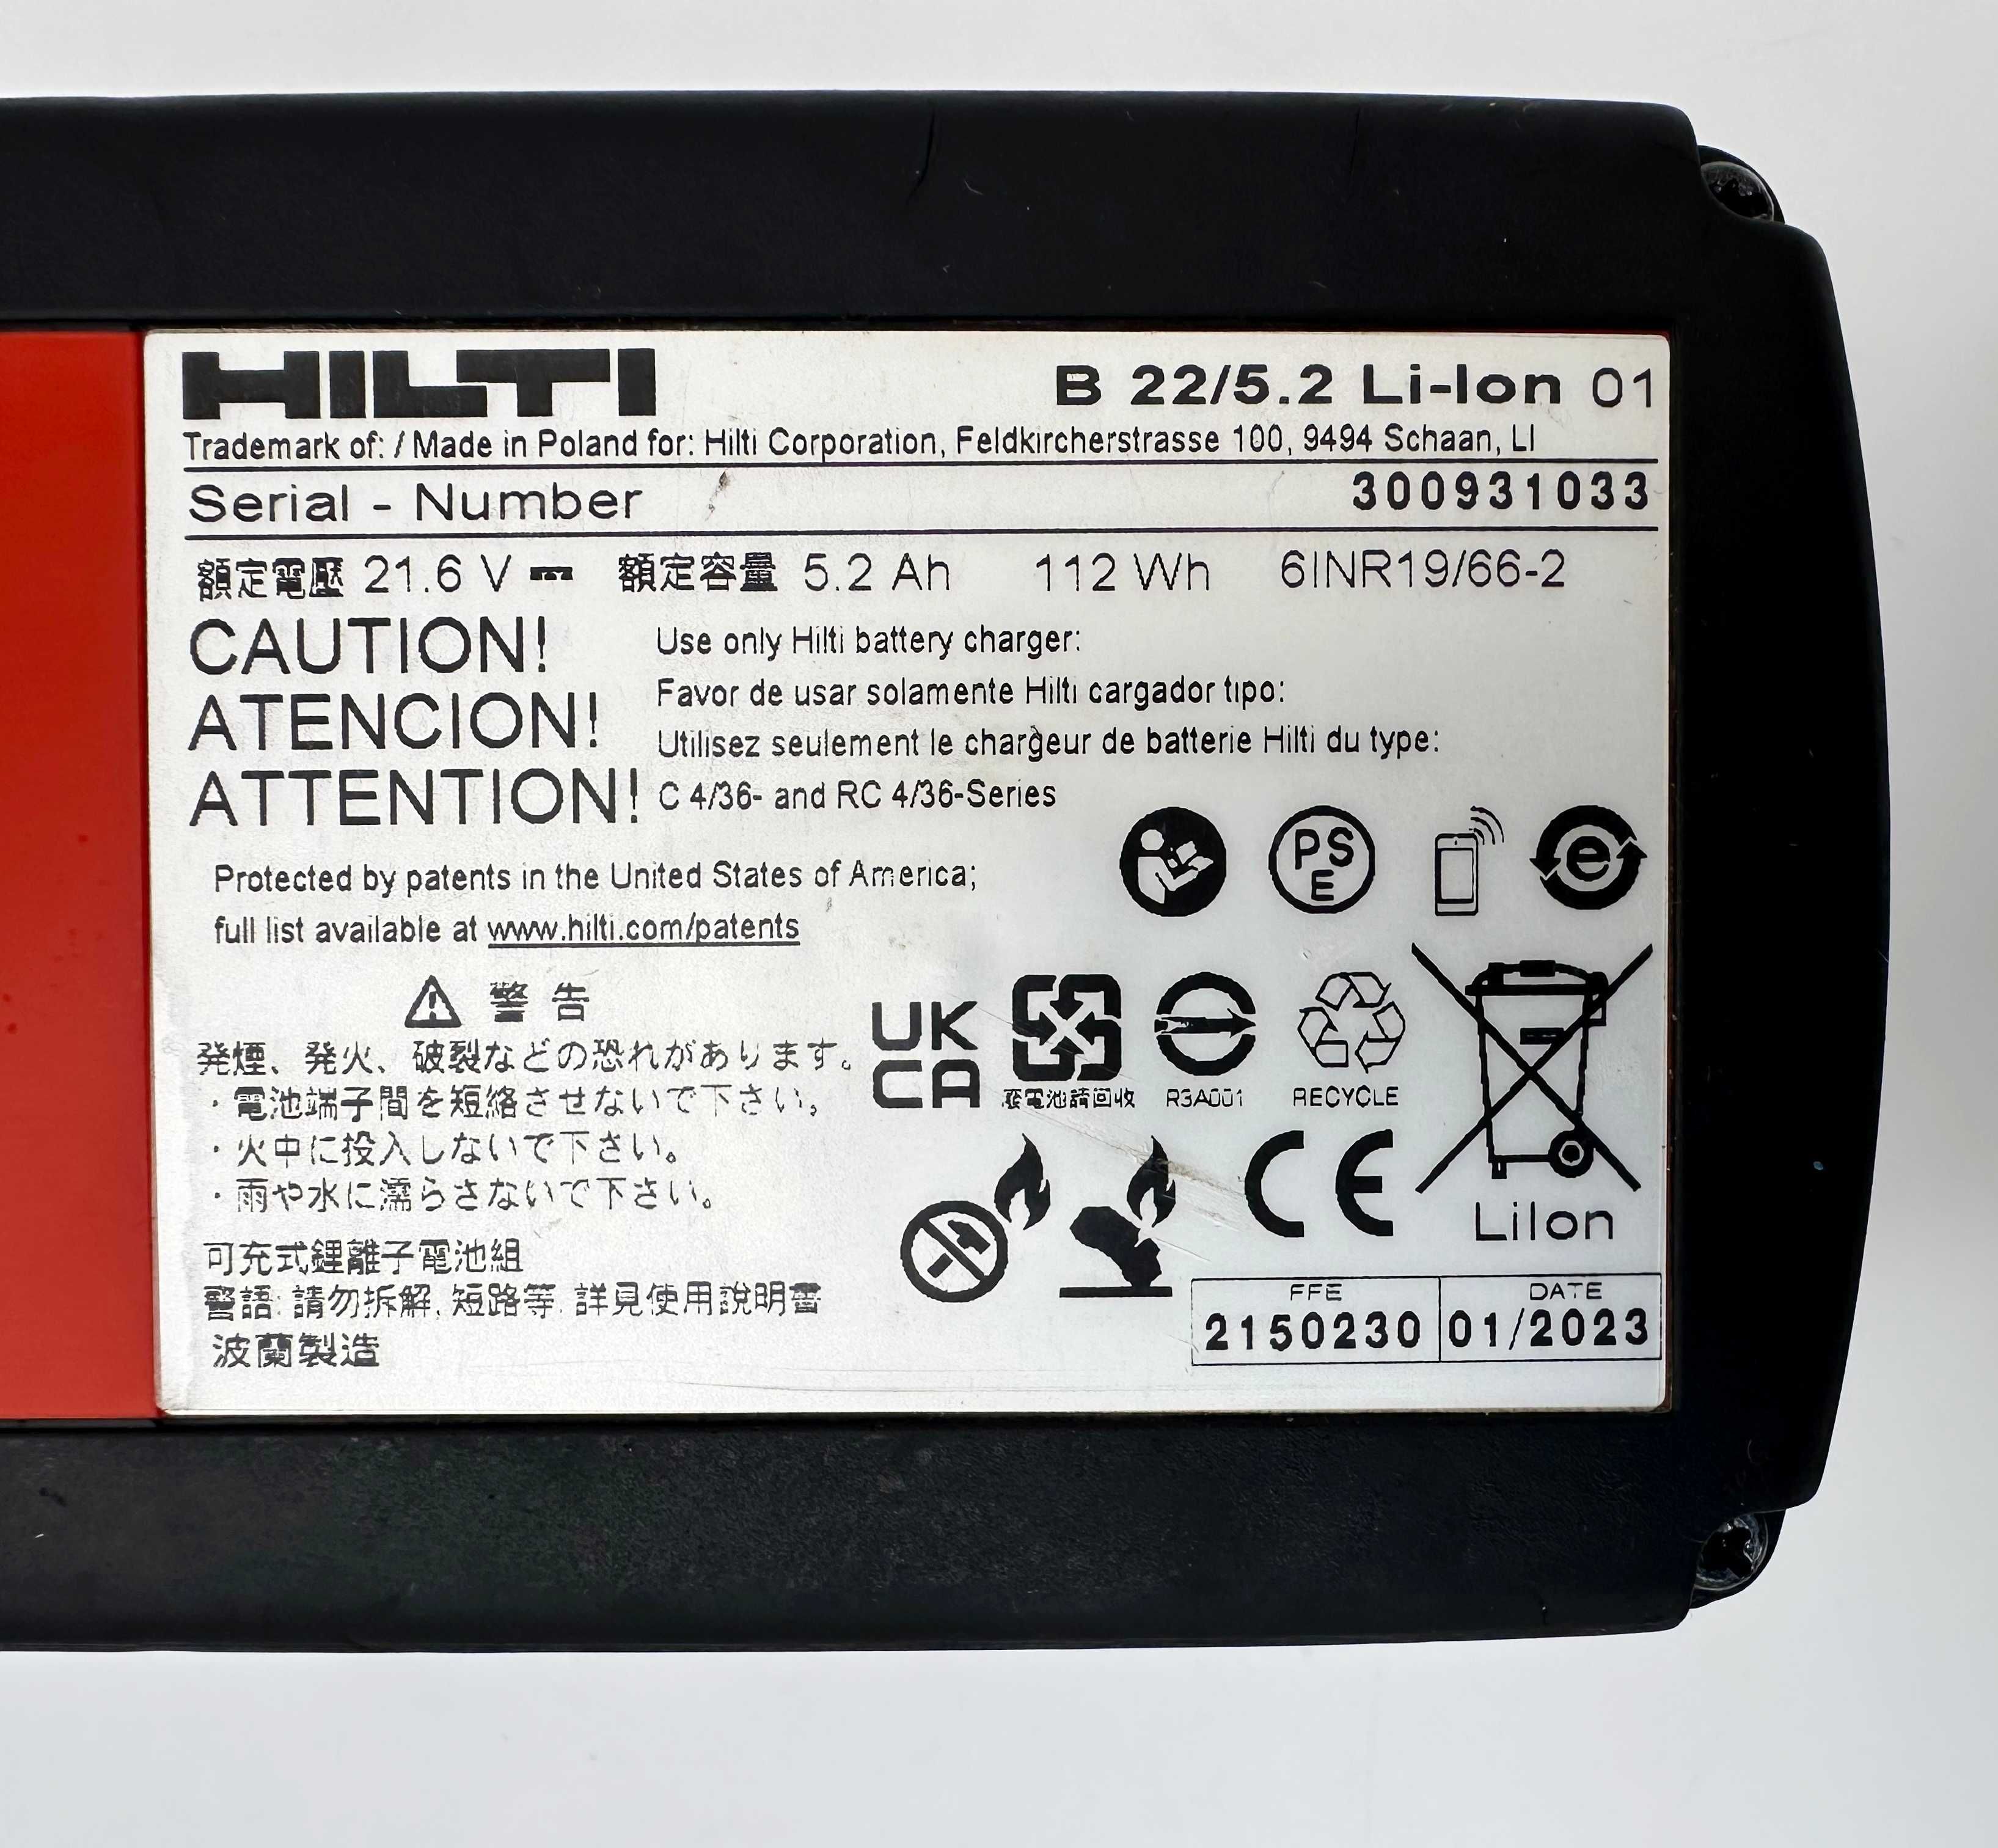 HILTI
B 22/5.2 Li-Ion 01
Trademark of: / Made in Poland for: Hilti Corporation, Feldkircherstrasse 100, 9494 Schaan, LI
Serial - Number 300931033
額定電壓 21.6 V 額定容量 5.2 Ah 112 Wh 6INR19/66-2
CAUTION!
ATENCION!
ATTENTION!
Use only Hilti battery charger:
Favor de usar solamente Hilti cargador tipo:
Utilisez seulement le chargeur de batterie Hilti du type:
C 4/36- and RC 4/36-Series
PS
E
e
Protected by patents in the United States of America;
full list available at www.hilti.com/patents
警告
発煙、発火、破裂などの恐れがあります。
・電池端子間を短絡させないで下さい。
・火中に投入しないで下さい。
・雨や水に濡らさないで下さい。
可充式鋰離子電池組
警語:請勿拆解,短路等.詳見使用說明書
波蘭製造
UK
CA
廢電池請回收
R3A001
RECYCLE
CE
LiIon
FFE
2150230
DATE
01/2023